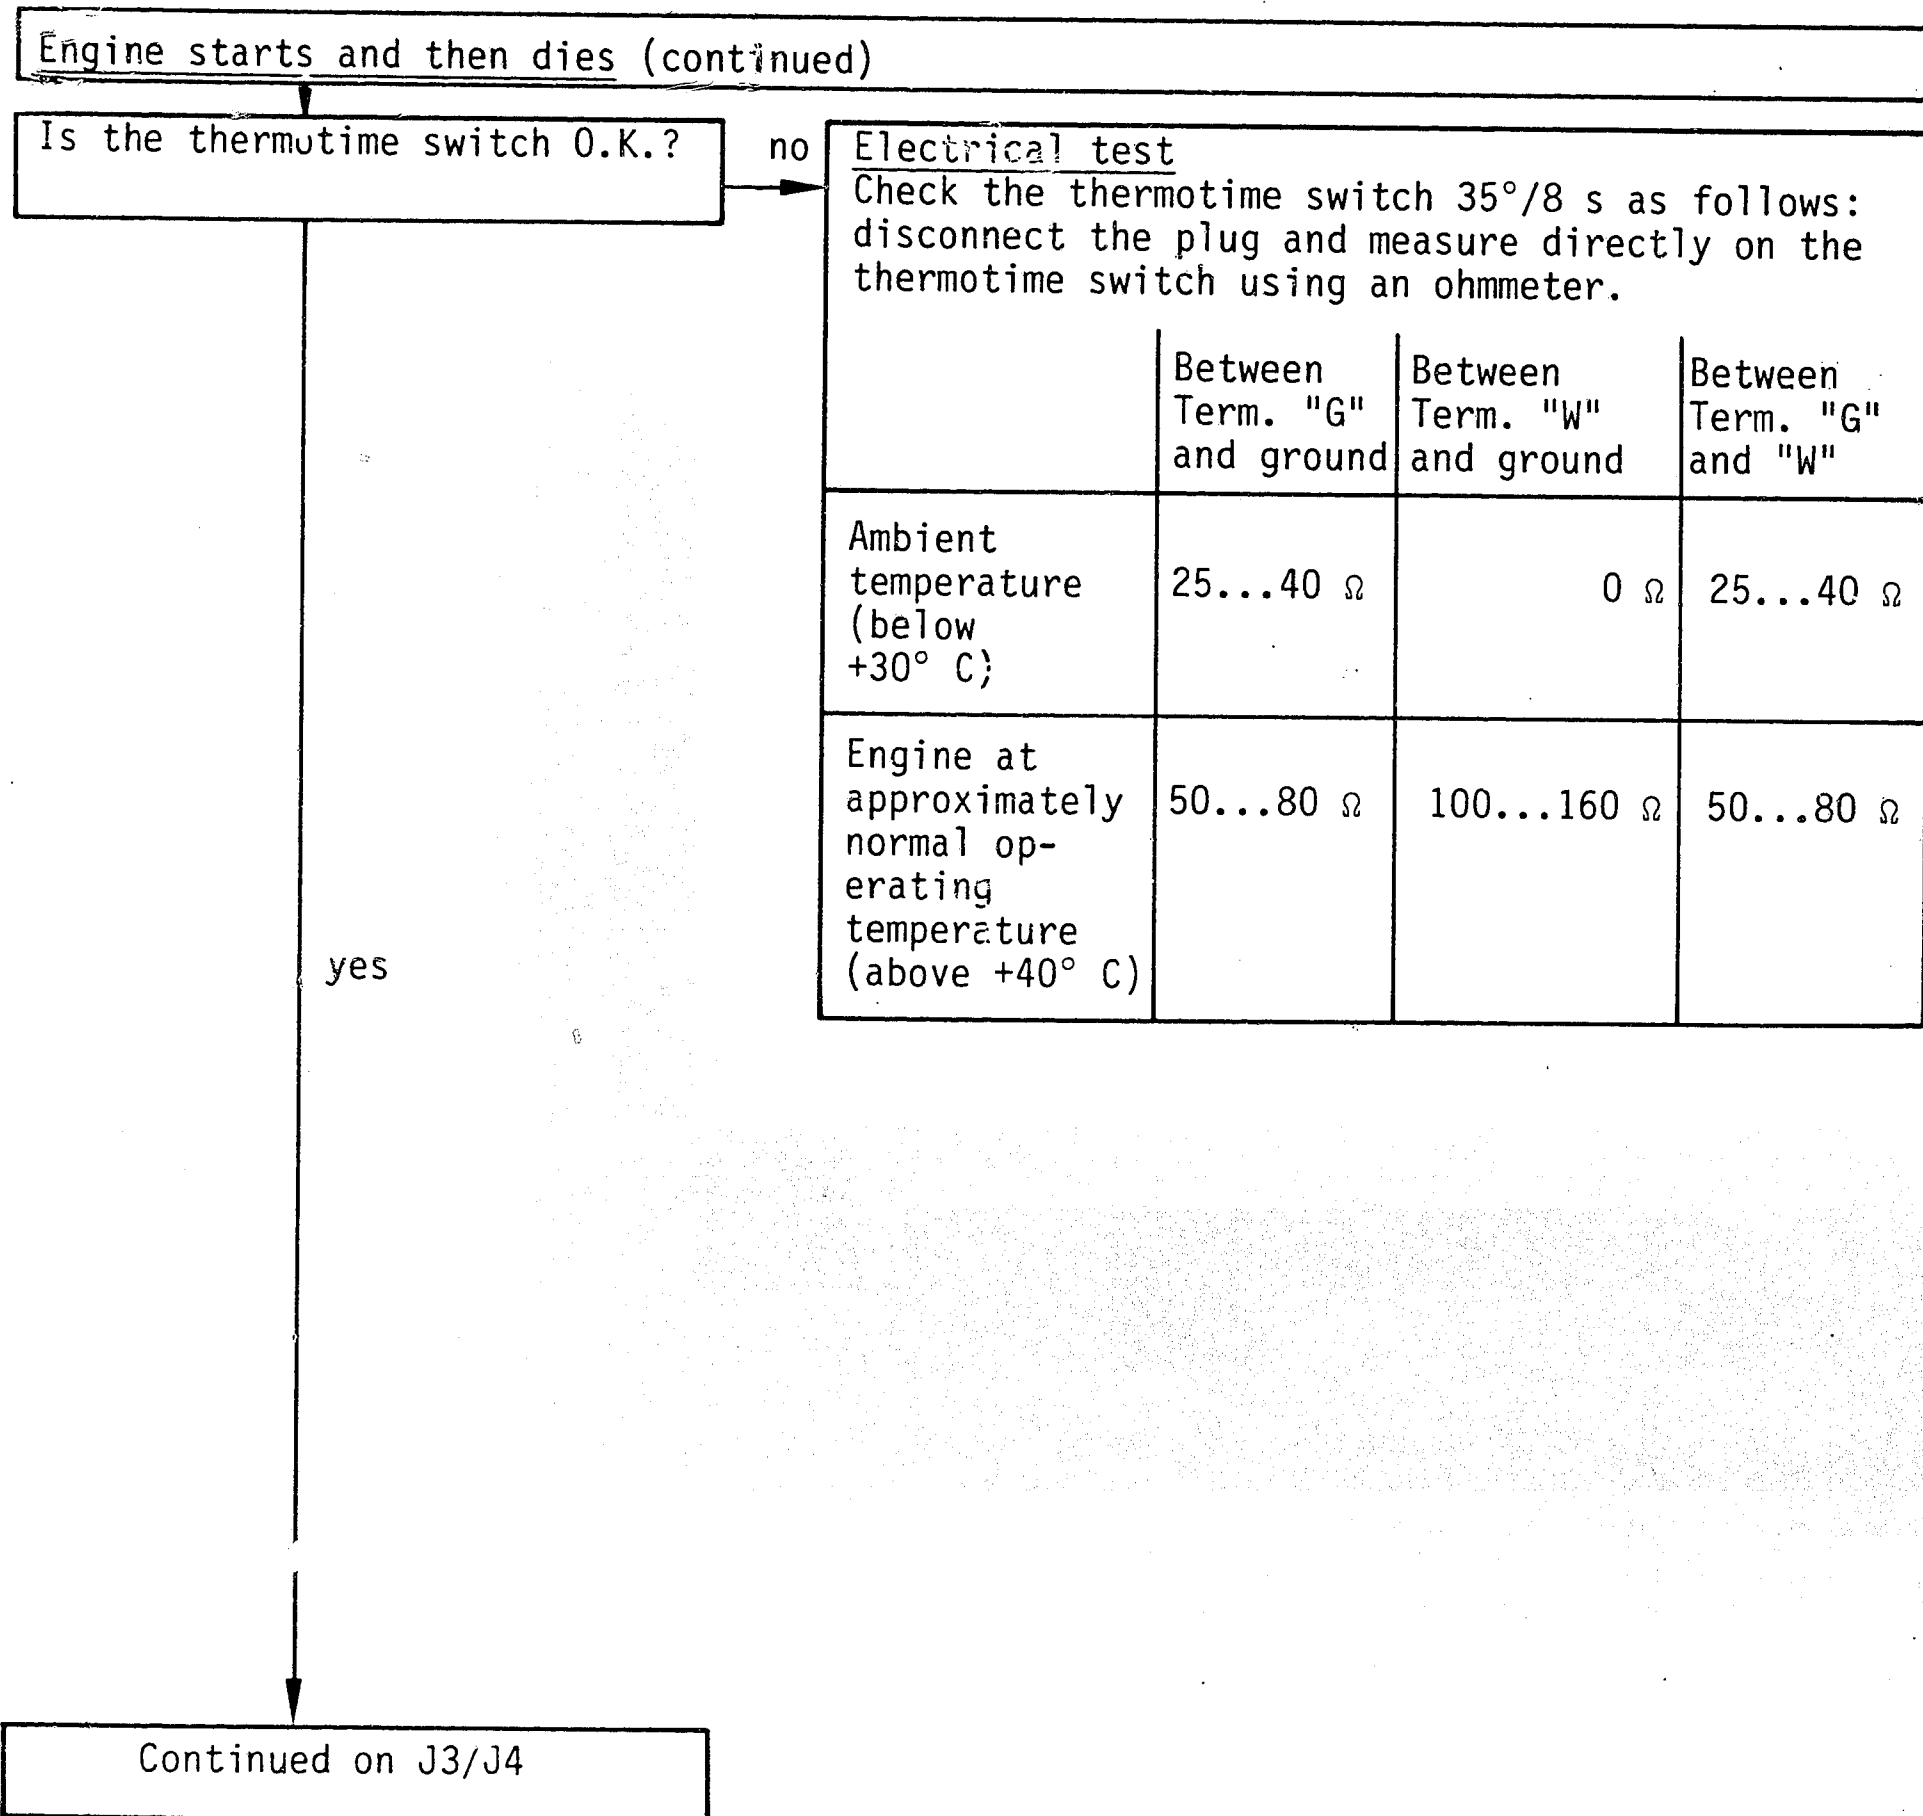 Engine starts and then dies (continued)
Is the thermotime switch O.K.?
no
Electrical test
Check the thermotime switch 35°/8 s as follows:
disconnect the plug and measure directly on the
thermotime switch using an ohmmeter.
Between
Term. "G"
and ground
Between
Term. "W"
and ground
Between
Term. "G"
and "W"
Ambient
temperature
(below
+30° C)
25...40 Ω
0 Ω
25...40 Ω
Engine at
approximately
normal op-
erating
temperature
(above +40° C)
50...80 Ω
100...160 Ω
50...80 Ω
yes
Continued on J3/J4